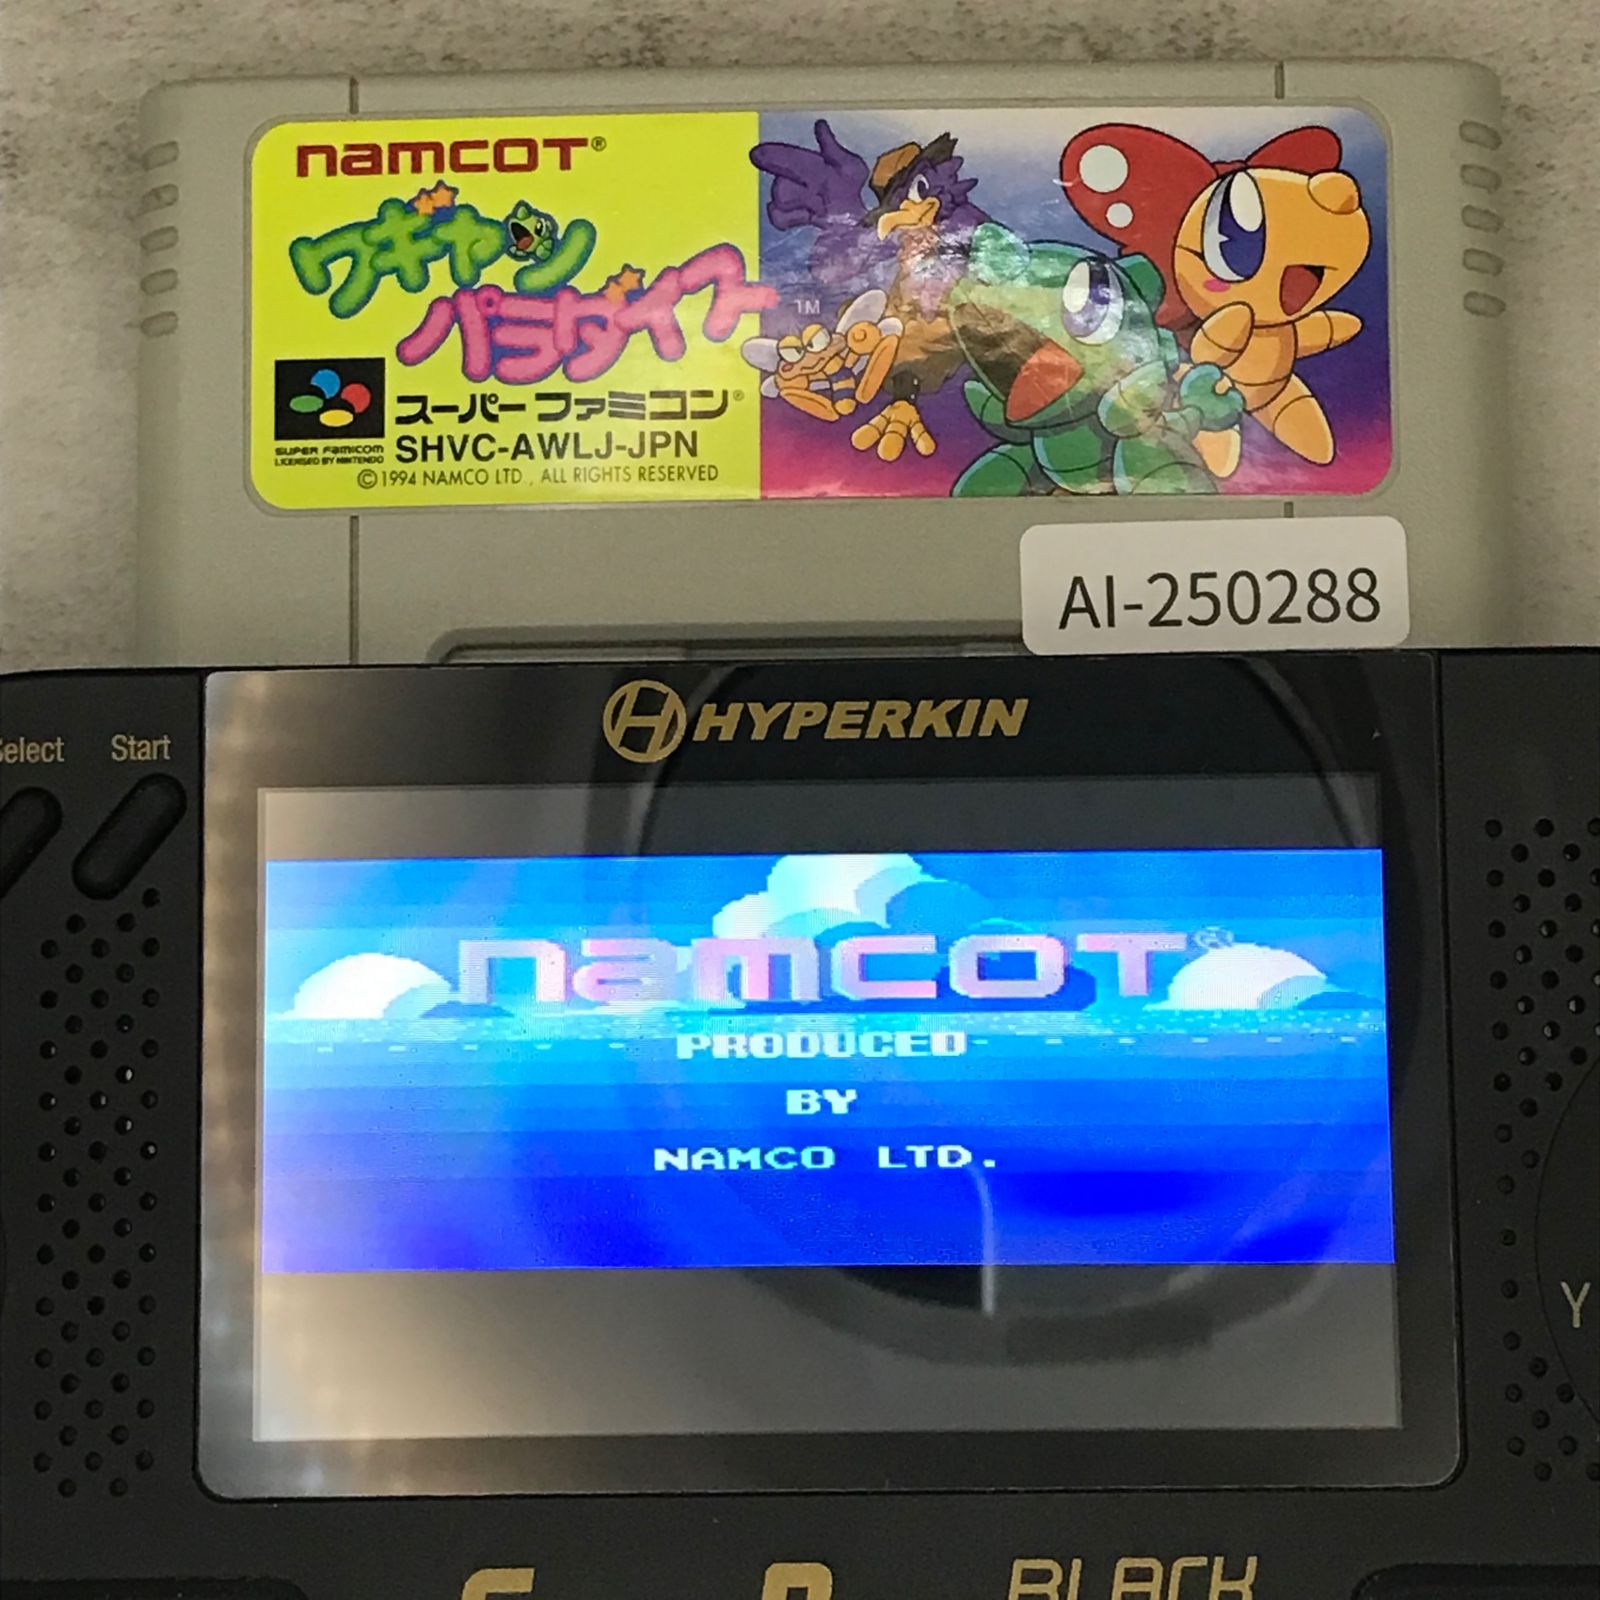 namcot®
ワギャン
パラダイス
TM
スーパーファミコン®
SHVC-AWLJ-JPN
SUPER FAMICOM
LICENSED BY NINTENDO
©1994 NAMCO LTD., ALL RIGHTS RESERVED
AI-250288
HYPERKIN
Select Start
namcot®
PRODUCED
BY
NAMCO LTD.
Y
BLACK